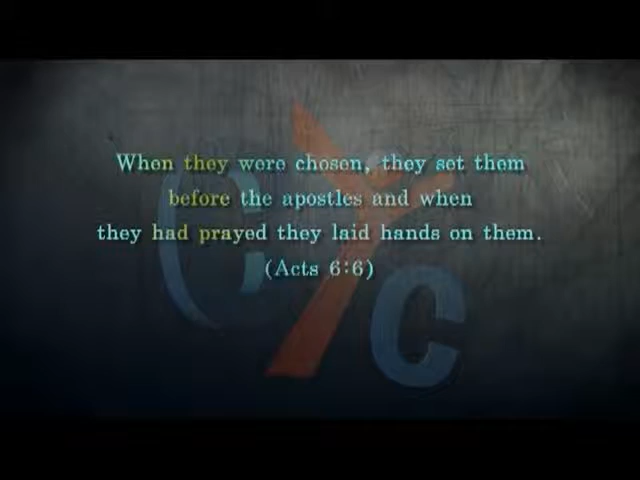 When they were chosen, they set them
before the apostles and when
they had prayed they laid hands on them.
(Acts 6:6)
C C